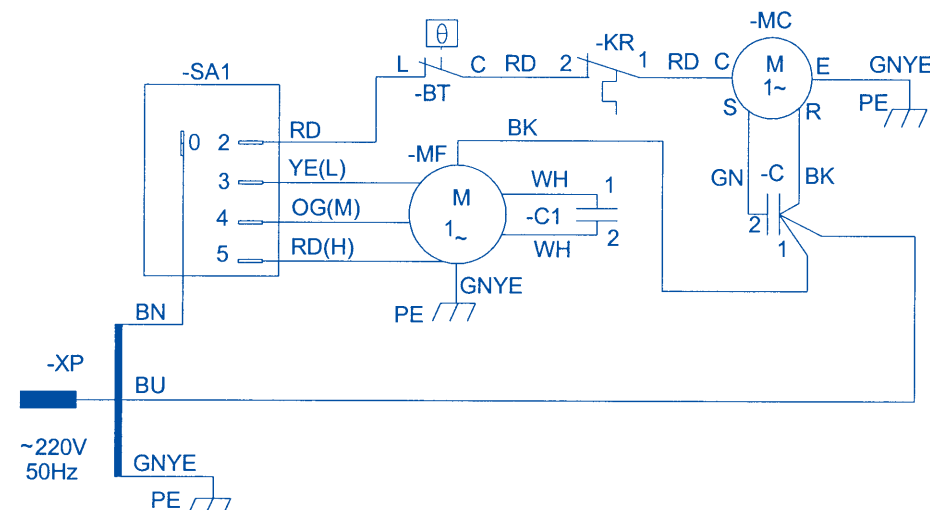 -MC
θ
-KR
L
C
RD
2
1
RD
C
M
1~
E
GNYE
-BT
S
R
PE
-SA1
0
2
RD
BK
-MF
3
YE(L)
M
1~
WH
1
GN
-C
BK
4
OG(M)
-C1
2
1
5
RD(H)
WH
2
GNYE
PE
BN
-XP
BU
~220V
50Hz
GNYE
PE